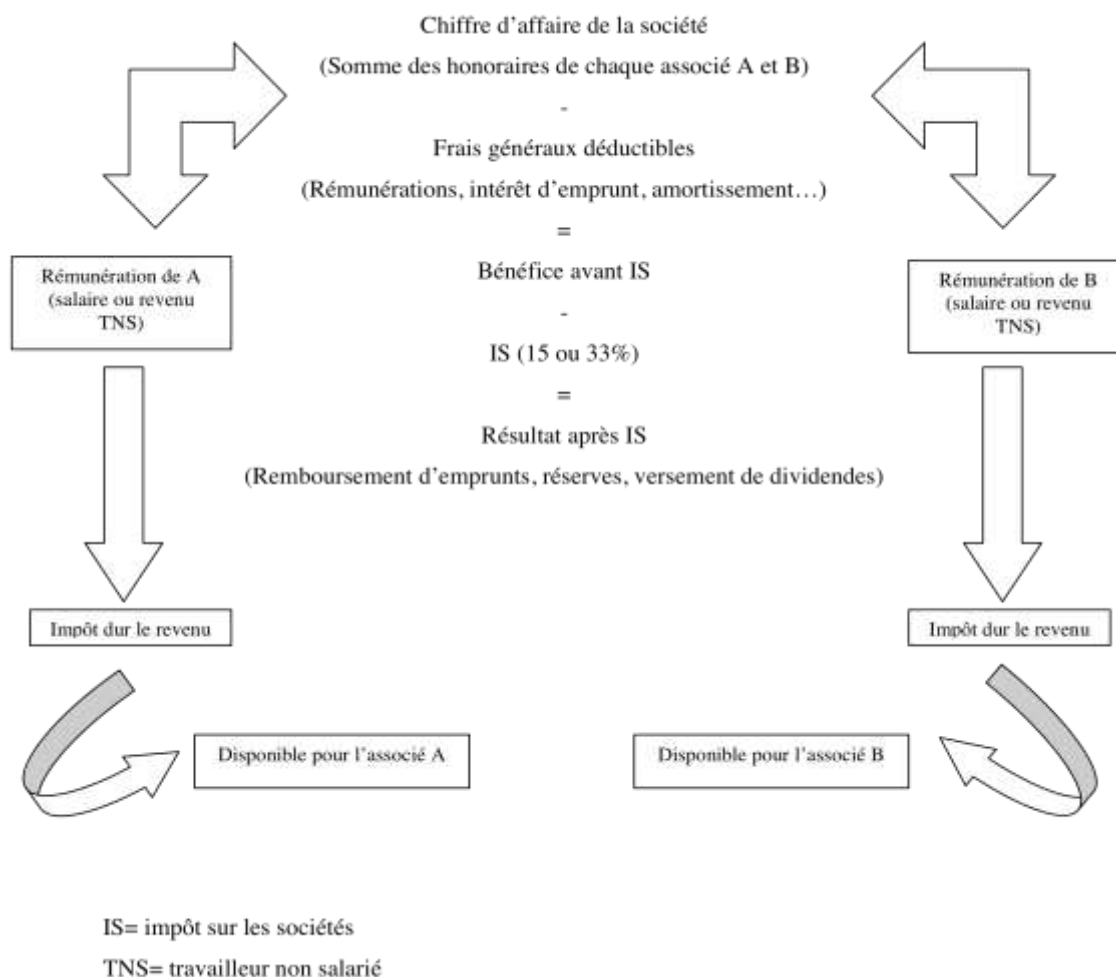 Chiffre d'affaire de la société
(Somme des honoraires de chaque associé A et B)
-
Frais généraux déductibles
(Rémunérations, intérêt d'emprunt, amortissement…)
=
Bénéfice avant IS
-
IS (15 ou 33%)
=
Résultat après IS
(Remboursement d'emprunts, réserves, versement de dividendes)
Rémunération de A
(salaire ou revenu
TNS)
Rémunération de B
(salaire ou revenu
TNS)
Impôt dur le revenu
Impôt dur le revenu
Disponible pour l'associé A
Disponible pour l'associé B
IS= impôt sur les sociétés
TNS= travailleur non salarié